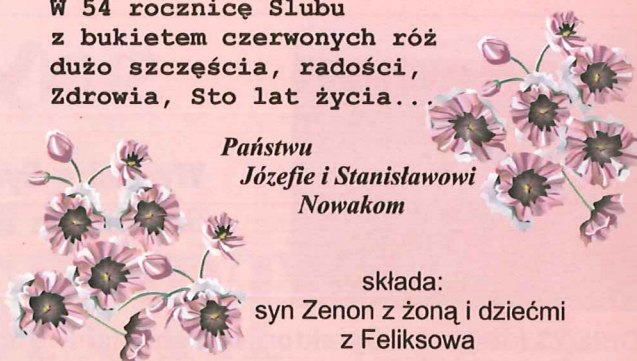 W 54 rocznicę Ślubu
z bukietem czerwonych róż
dużo szczęścia, radości,
Zdrowia, Sto lat życia...
Państwu
Józefie i Stanisławowi
Nowakom
składa:
syn Zenon z żoną i dziećmi
z Feliksowa